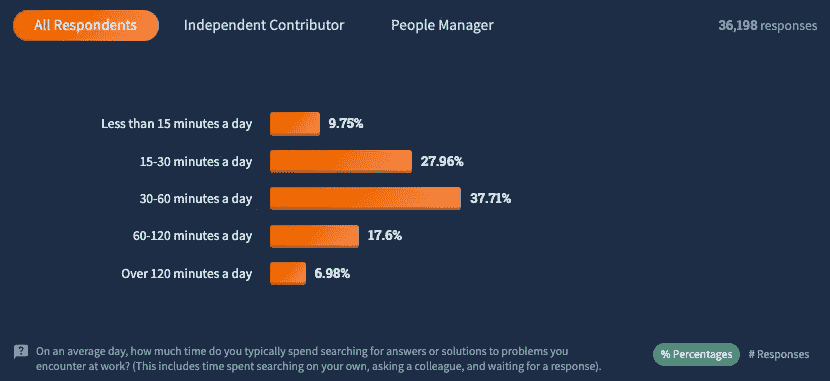 All Respondents Independent Contributor People Manager 36,198 responses
Less than 15 minutes a day 9.75%
15-30 minutes a day 27.96%
30-60 minutes a day 37.71%
60-120 minutes a day 17.6%
Over 120 minutes a day 6.98%
? On an average day, how much time do you typically spend searching for answers or solutions to problems you
encounter at work? (This includes time spent searching on your own, asking a colleague, and waiting for a response).
% Percentages # Responses